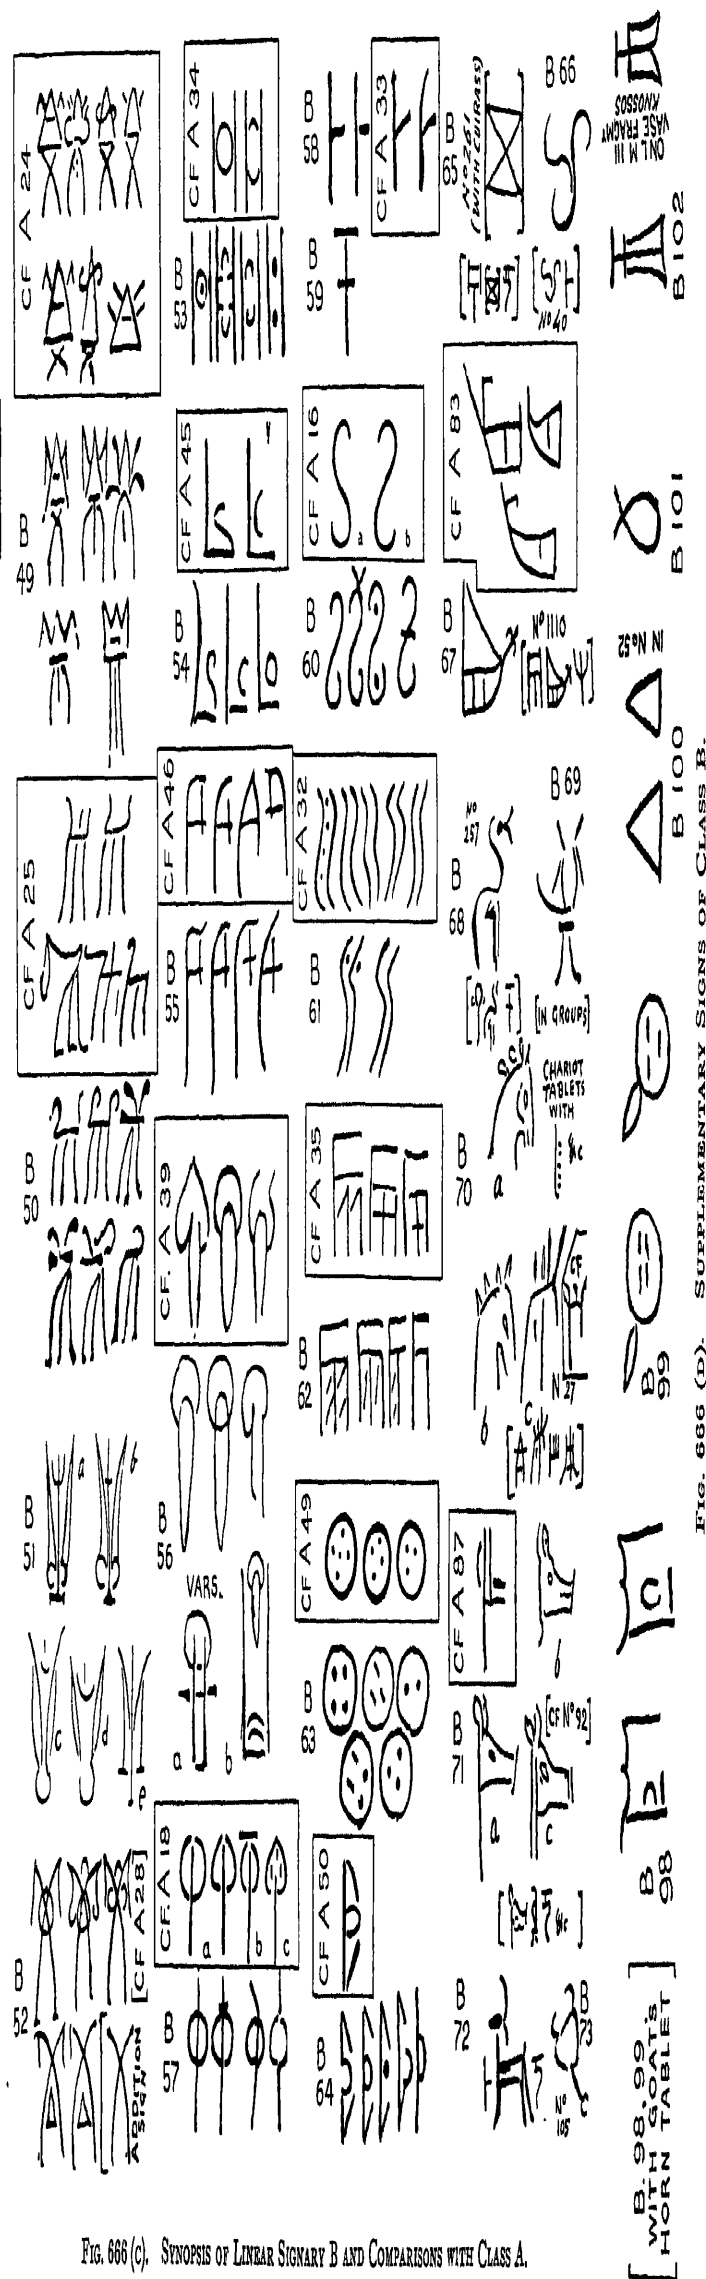 CF A 24
B 49
CF A 25
B 50
B 51
a
b
c
d
e
B 52
[CF A 28]
ADDITION SIGN
CF A 34
B 53
CF A 45
B 54
CF A 46
B 55
CF. A 39
B 56
VARS.
a
b
CF. A 18
a
b
c
B 57
B 58
CF A 33
B 59
CF A 16
a
b
B 60
CF A 32
B 61
CF A 35
B 62
CF A 49
B 63
CF A 50
B 64
B 65
Nº 261
(WITH CUIRASS)
B 66
Nº 40
CF A 83
B 67
Nº 1110
B 68
Nº 257
B 69
[IN GROUPS]
B 70
a
CHARIOT TABLETS WITH
&c
b
c
CF
N 27
CF A 87
B 71
a
b
c
[CF Nº 92]
&c
B 72
B 73
Nº 105
ON L M III VASE FRAGMT KNOSSOS
B 102
B 101
IN Nº 52
B 100
B 99
B 98
[B. 98. 99 WITH GOAT'S HORN TABLET]
FIG. 666 (D). SUPPLEMENTARY SIGNS OF CLASS B.
FIG. 666 (C). SYNOPSIS OF LINEAR SIGNARY B AND COMPARISONS WITH CLASS A.